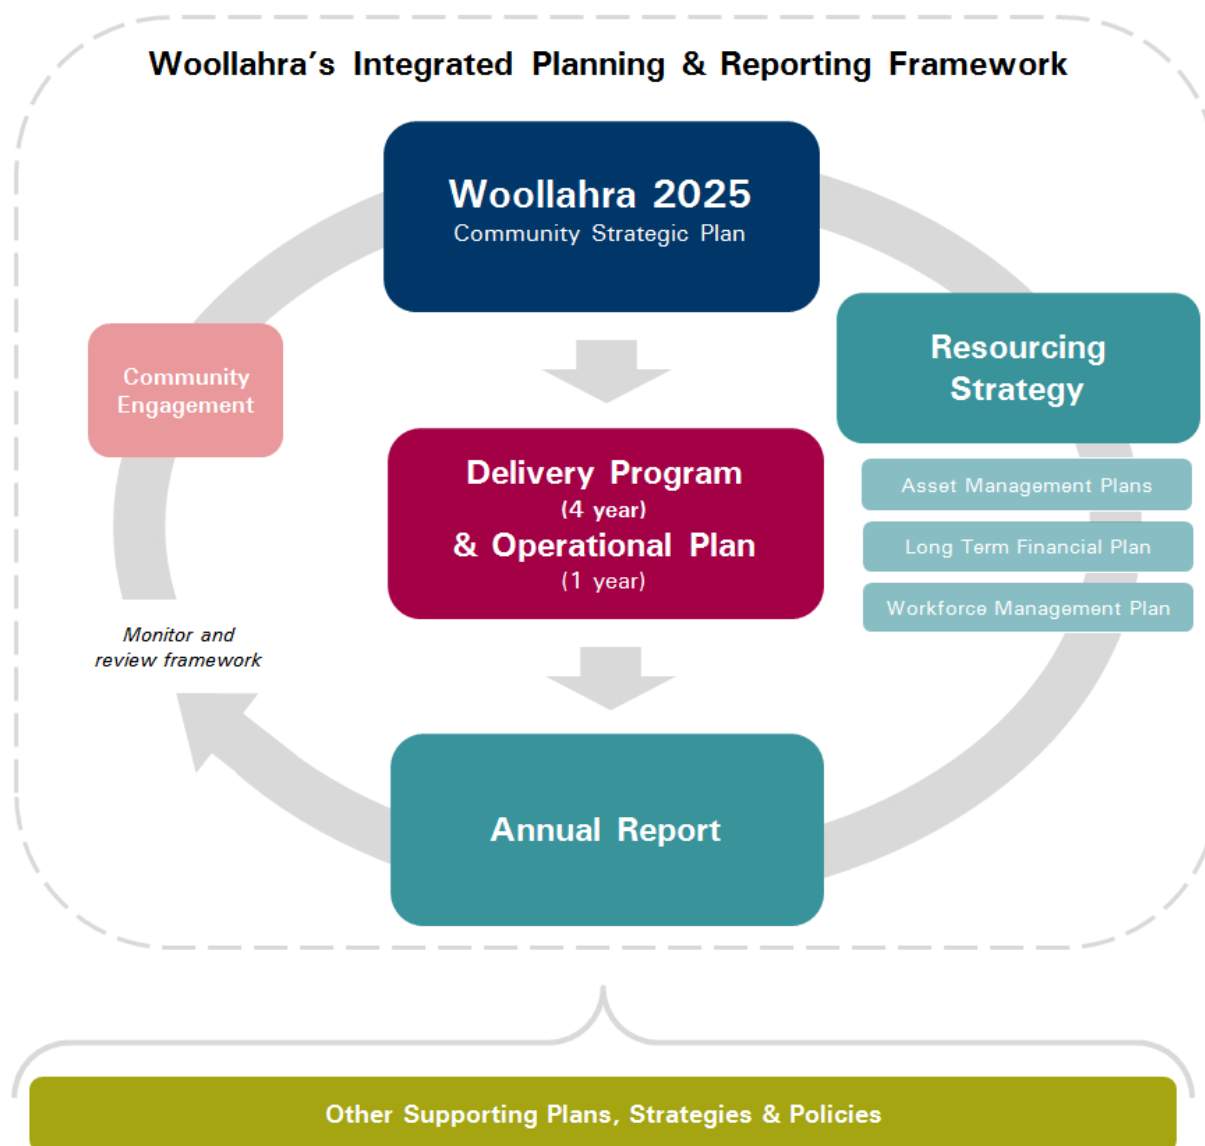 Woollahra's Integrated Planning & Reporting Framework
Woollahra 2025
Community Strategic Plan
Community
Engagement
Resourcing
Strategy
Asset Management Plans
Long Term Financial Plan
Workforce Management Plan
Delivery Program
(4 year)
& Operational Plan
(1 year)
Monitor and
review framework
Annual Report
Other Supporting Plans, Strategies & Policies